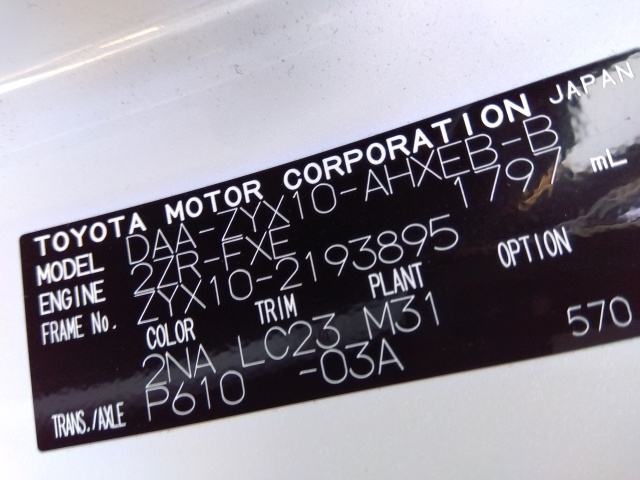 TOYOTA MOTOR CORPORATION JAPAN
MODEL DAA-ZYX10-AHXEB-B
ENGINE 2ZR-FXE 1797 mL
FRAME No. ZYX10-2193895
COLOR TRIM PLANT OPTION
2NA LC23 M31 570
TRANS./AXLE P610 -03A